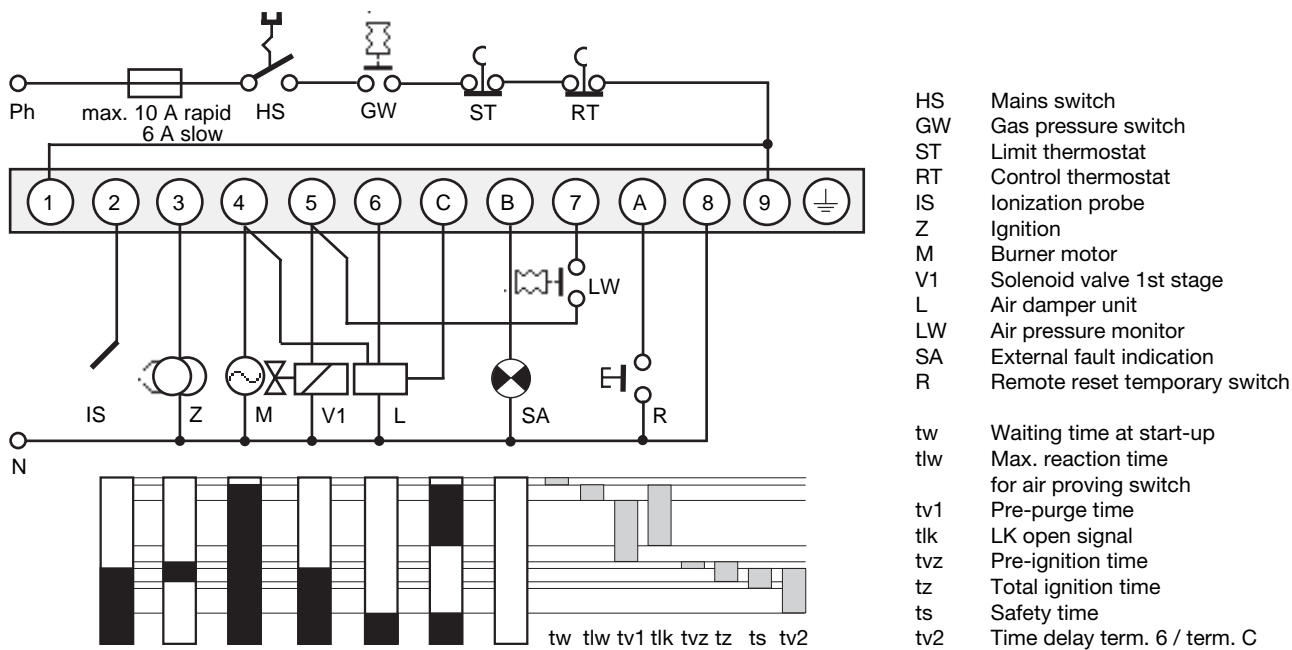 Ph
max. 10 A rapid
6 A slow
HS
GW
ST
RT
1 2 3 4 5 6 C B 7 A 8 9
LW
IS
Z
M
V1
L
SA
R
N
tw tlw tv1 tlk tvz tz ts tv2
HS Mains switch
GW Gas pressure switch
ST Limit thermostat
RT Control thermostat
IS Ionization probe
Z Ignition
M Burner motor
V1 Solenoid valve 1st stage
L Air damper unit
LW Air pressure monitor
SA External fault indication
R Remote reset temporary switch
tw Waiting time at start-up
tlw Max. reaction time
for air proving switch
tv1 Pre-purge time
tlk LK open signal
tvz Pre-ignition time
tz Total ignition time
ts Safety time
tv2 Time delay term. 6 / term. C